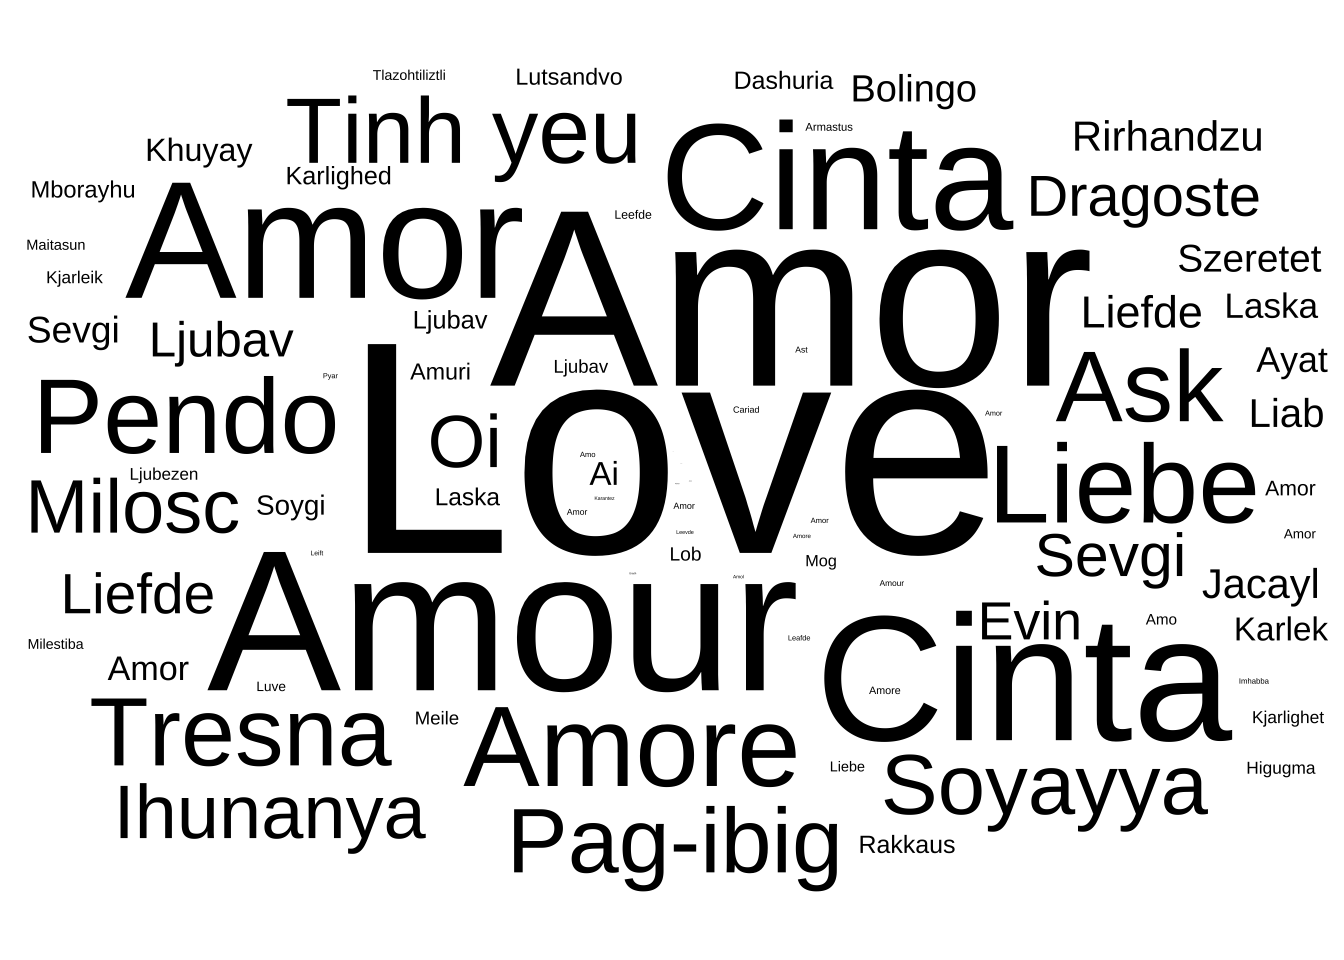 Tlazohtiliztli
Lutsandvo
Dashuria
Bolingo
Tinh yeu
Cinta
Armastus
Rirhandzu
Khuyay
Karlighed
Mborayhu
Amor
Leefde
Dragoste
Maitasun
Kjarleik
Amor
Szeretet
Sevgi
Ljubav
Ljubav
Liefde
Laska
Pyar
Amuri
Ljubav
Ast
Ask
Ayat
Pendo
Love
Cariad
Amor
Liab
Oi
Amo
Ai
Karantez
Amor
Ljubezen
Milosc
Soygi
Laska
Amor
Liebe
Amor
Leift
Leevde
Lob
Amor
Amore
Mog
Sevgi
Amor
Liefde
Amour
Amol
Amour
Jacayl
Milestiba
Amor
Luve
Leafde
Cinta
Evin
Amo
Karlek
Amore
Imhabba
Tresna
Meile
Amore
Kjarlighet
Liebe
Soyayya
Higugma
Ihunanya
Pag-ibig
Rakkaus